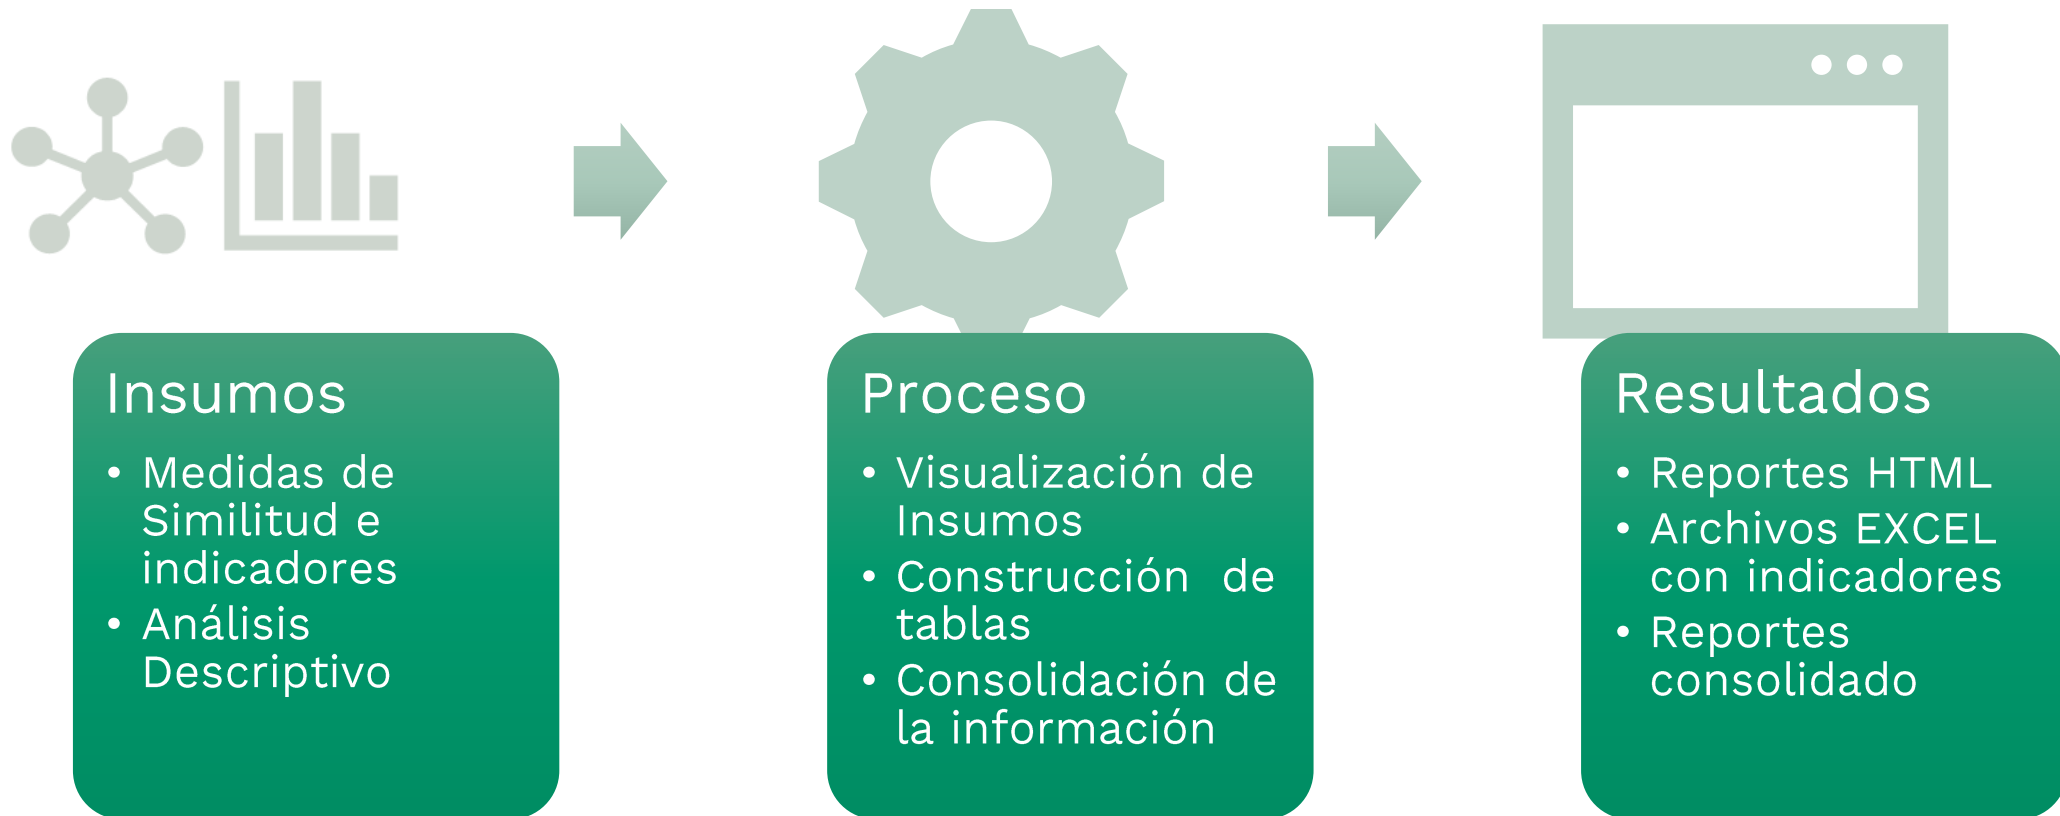 Insumos
• Medidas de
Similitud e
indicadores
• Análisis
Descriptivo
Proceso
• Visualización de
Insumos
• Construcción  de
tablas
• Consolidación de
la información
Resultados
• Reportes HTML
• Archivos EXCEL
con indicadores
• Reportes
consolidado